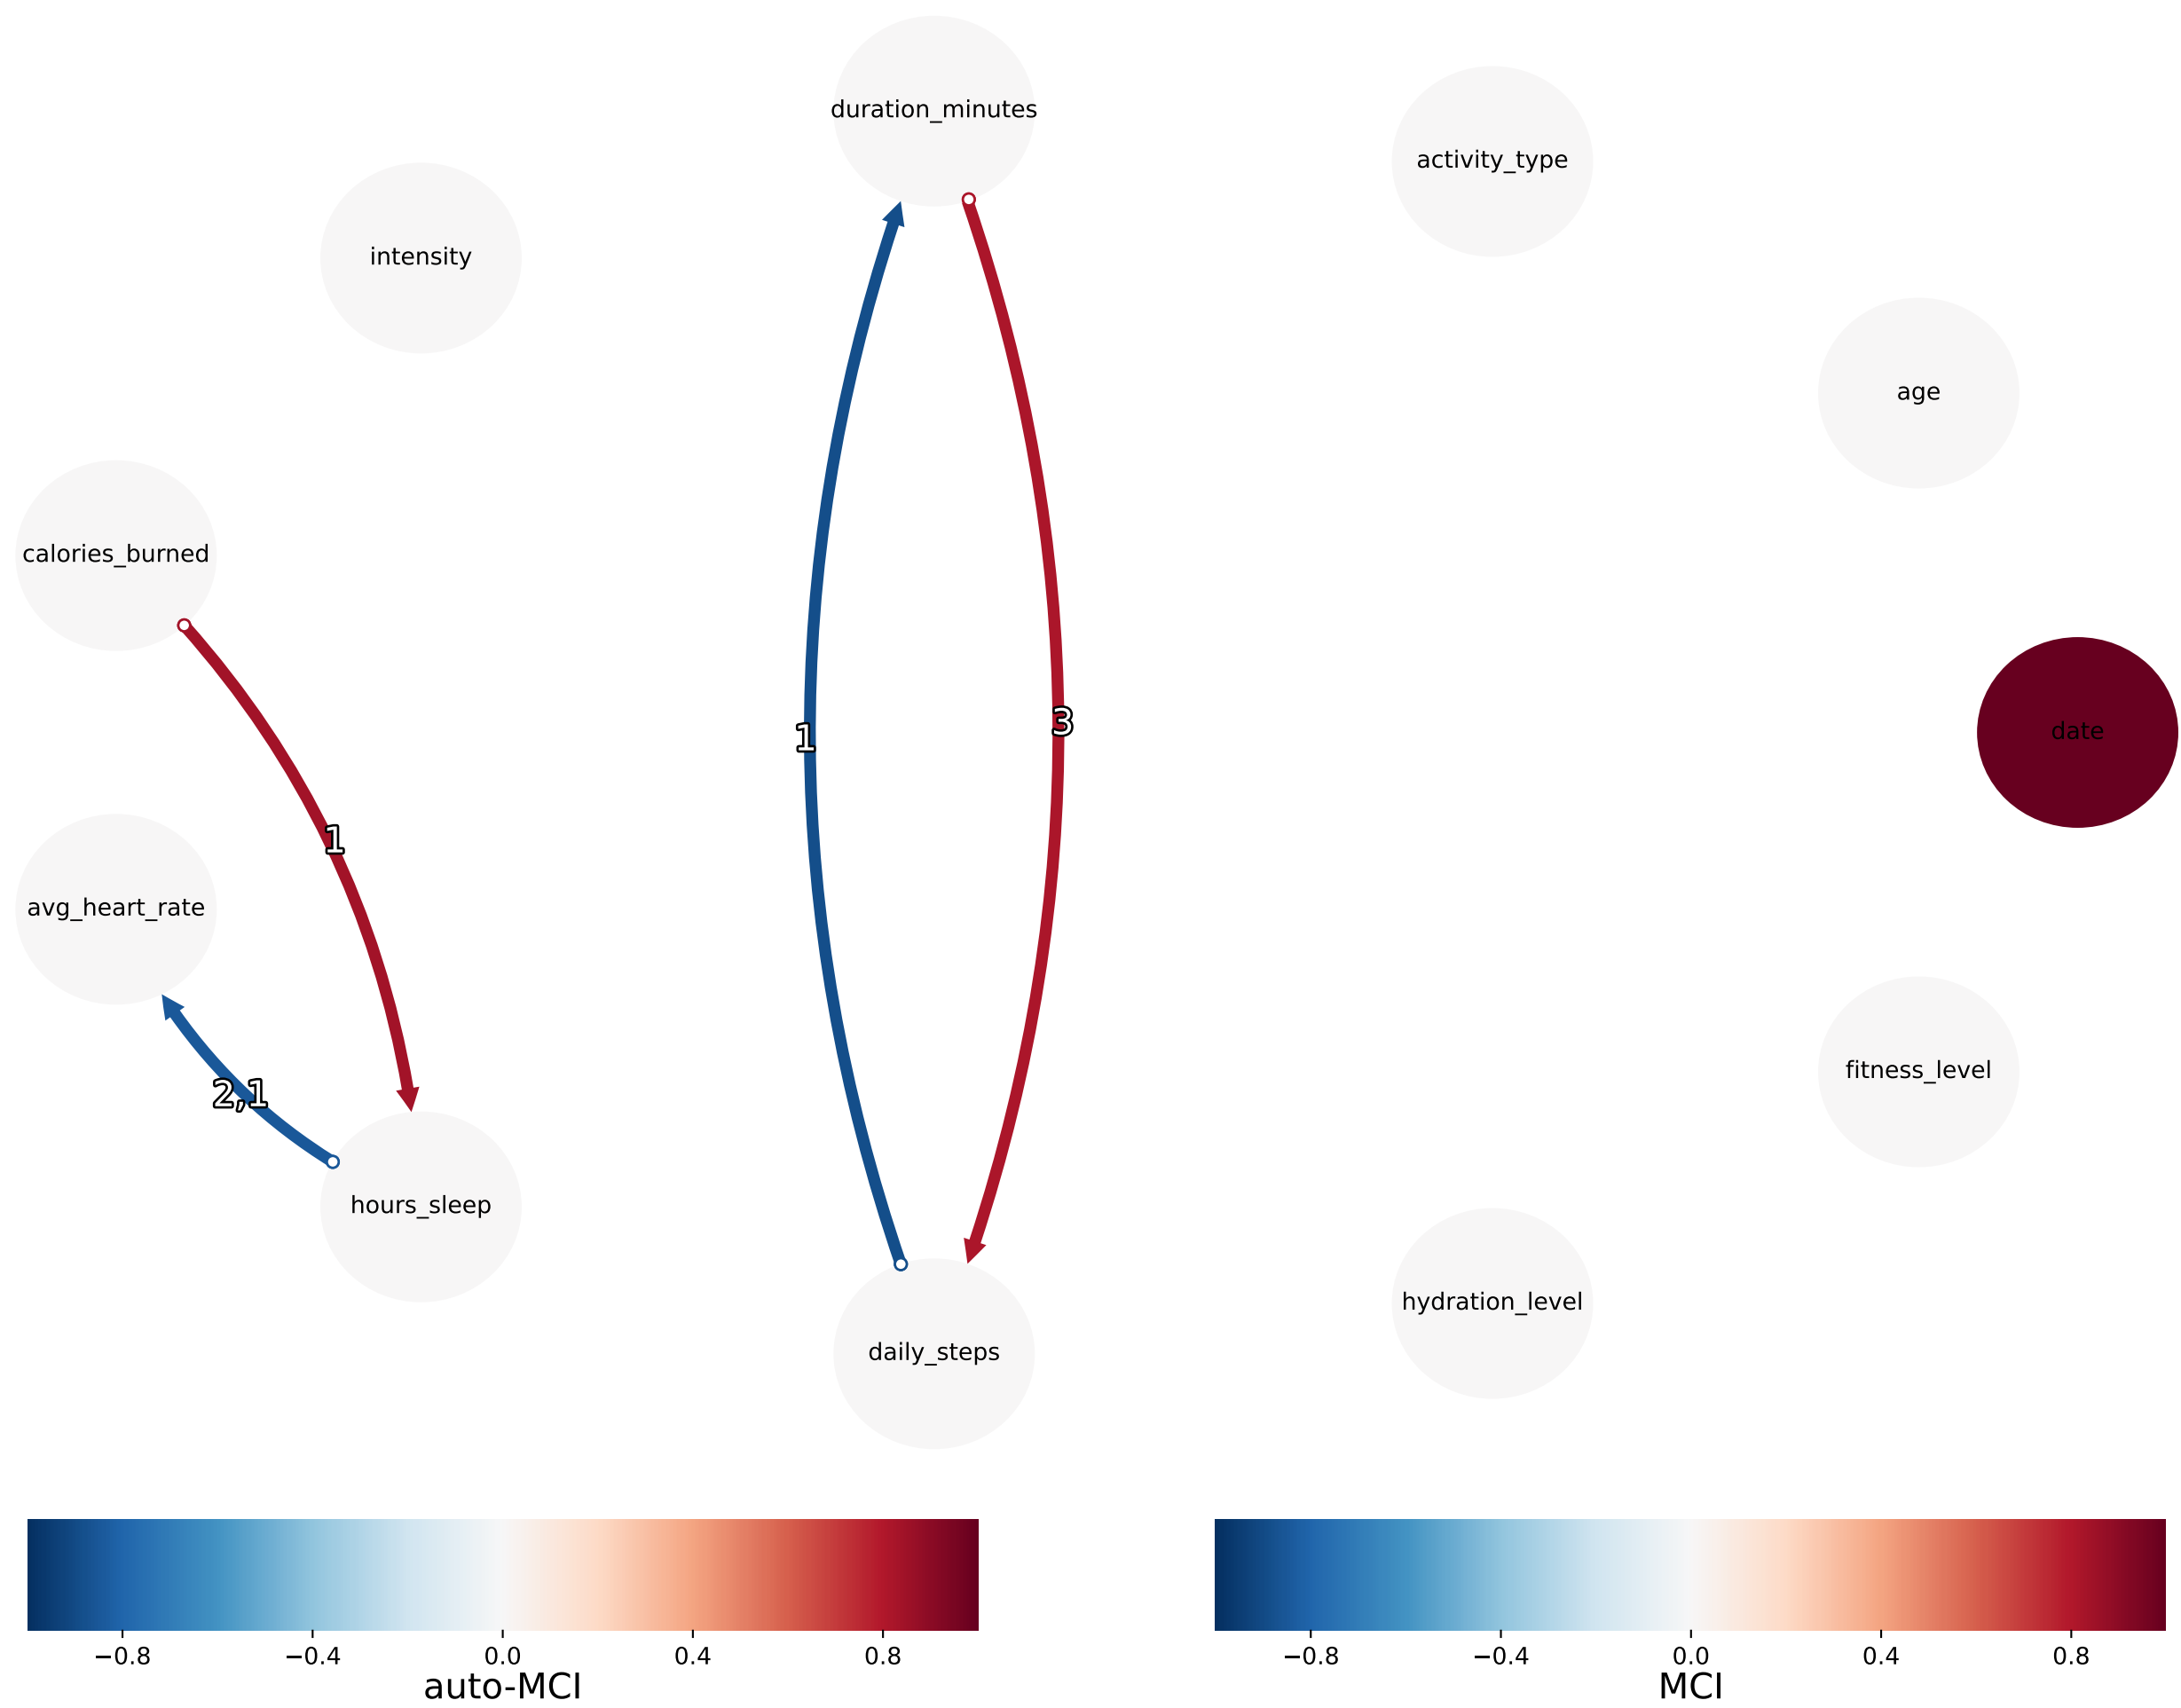 duration_minutes
activity_type
intensity
age
calories_burned
date
3
1
1
avg_heart_rate
2,1
fitness_level
hours_sleep
hydration_level
daily_steps
−0.8 −0.4 0.0 0.4 0.8
auto-MCI
−0.8 −0.4 0.0 0.4 0.8
MCI